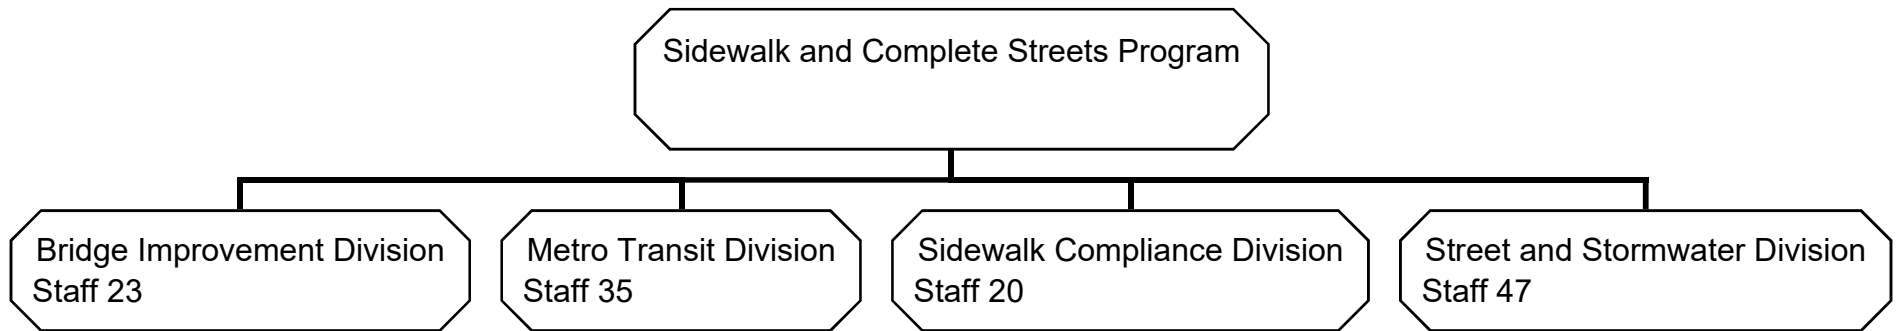 Sidewalk and Complete Streets Program
Bridge Improvement Division
Staff 23
Metro Transit Division
Staff 35
Sidewalk Compliance Division
Staff 20
Street and Stormwater Division
Staff 47